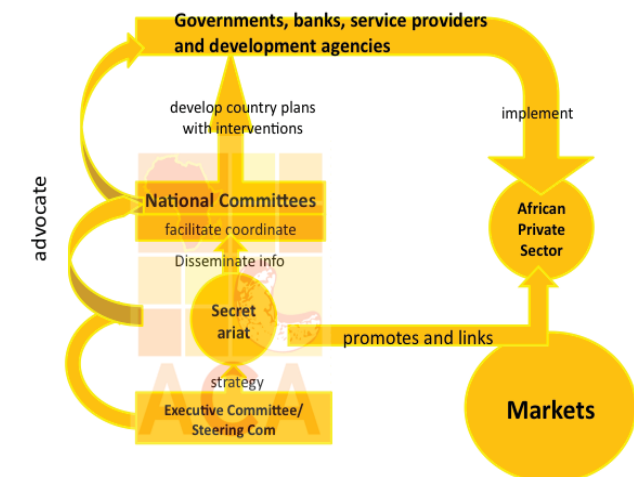 Governments, banks, service providers
and development agencies
develop country plans
with interventions
implement
advocate
National Committees
facilitate coordinate
African
Private
Sector
Disseminate info
Secret
ariat
promotes and links
strategy
Executive Committee/
Steering Com
Markets
ACA